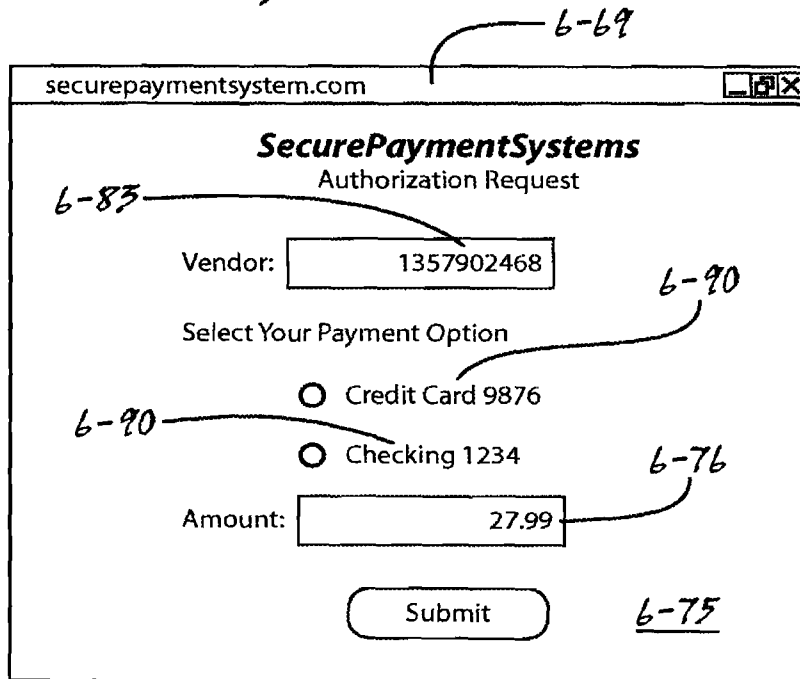 6-69
securepaymentsystem.com
SecurePaymentSystems
Authorization Request
6-83
Vendor: 1357902468
6-90
Select Your Payment Option
Credit Card 9876
6-90
Checking 1234
6-76
Amount: 27.99
Submit 6-75